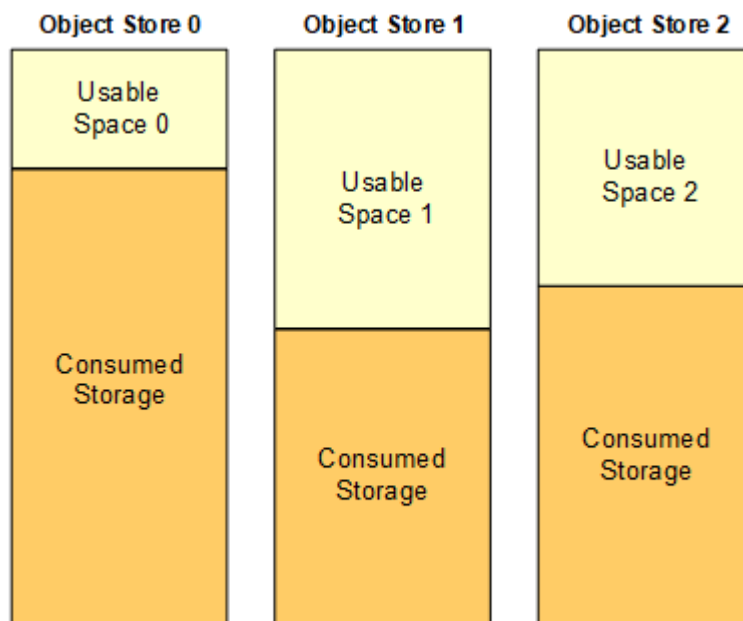 Object Store 0
Object Store 1
Object Store 2
Usable
Space 0
Usable
Space 1
Usable
Space 2
Consumed
Storage
Consumed
Storage
Consumed
Storage